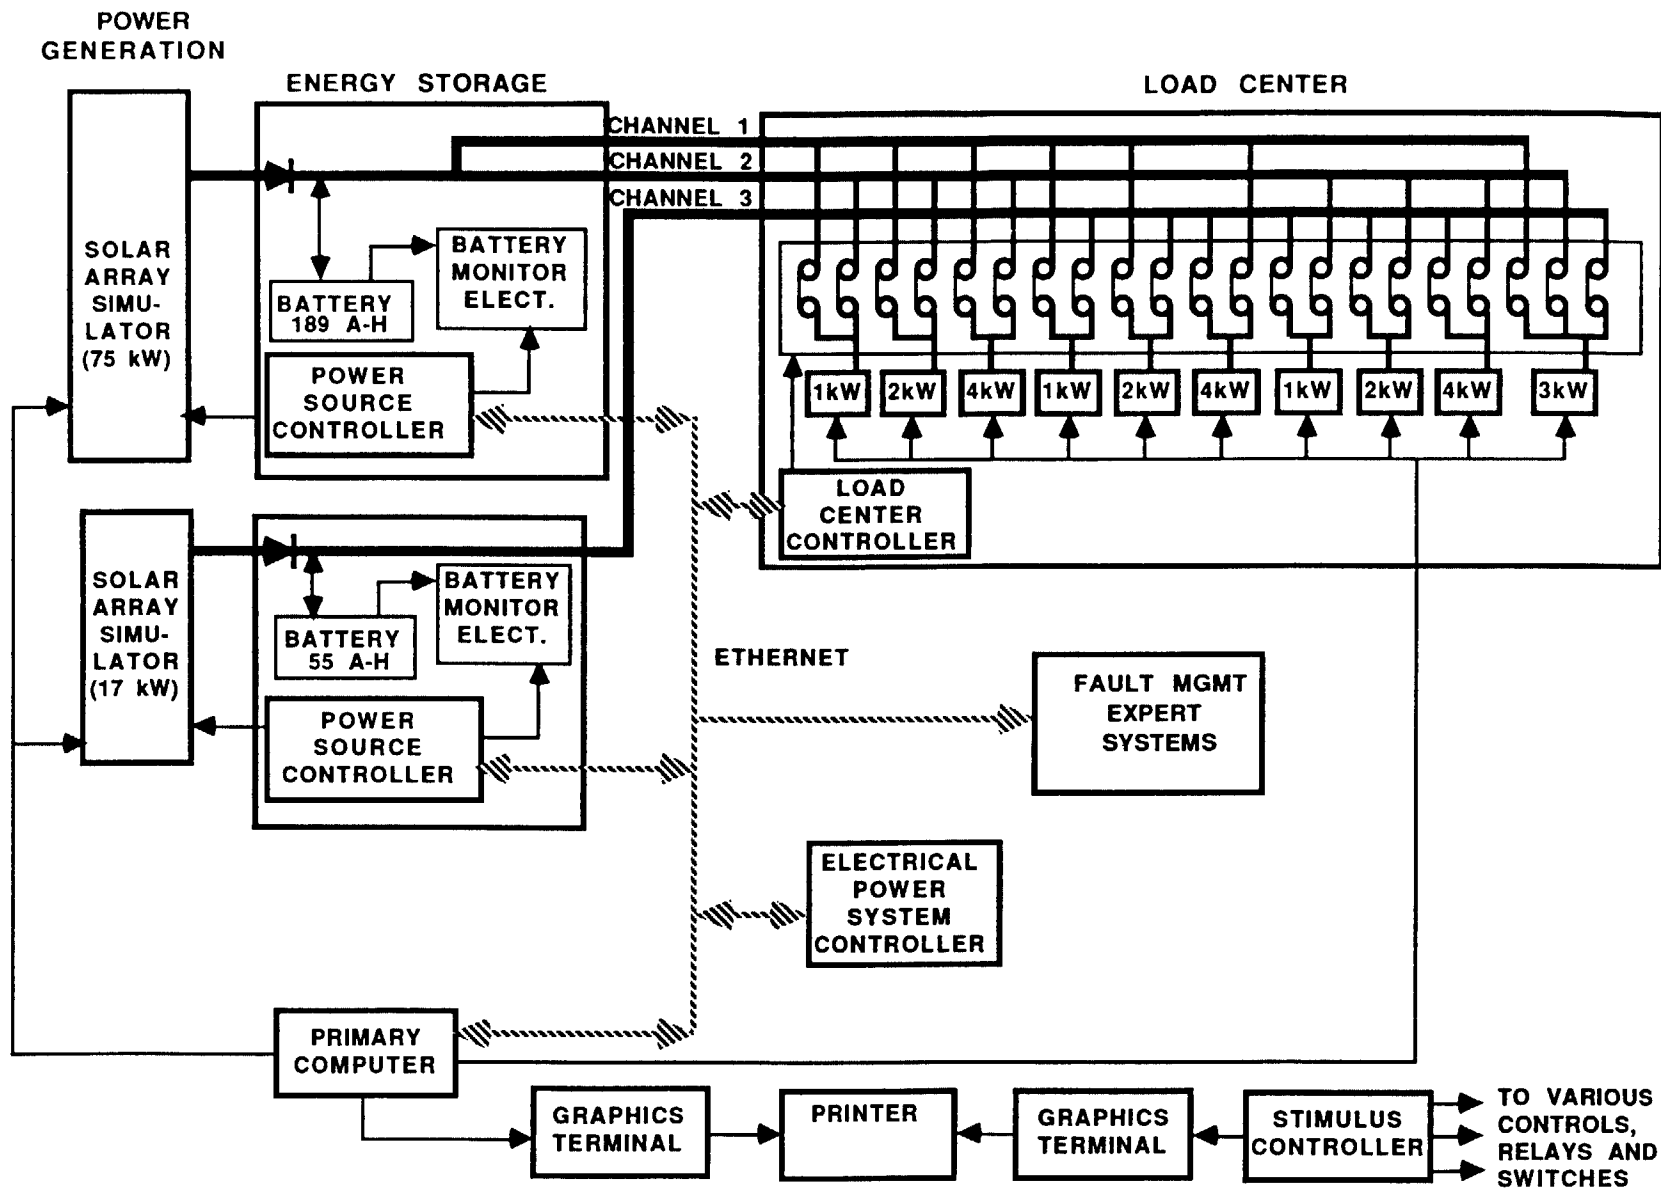 POWER
GENERATION
ENERGY STORAGE
LOAD CENTER
SOLAR
ARRAY
SIMU-
LATOR
(75 kW)
CHANNEL 1
CHANNEL 2
CHANNEL 3
BATTERY
MONITOR
ELECT.
BATTERY
189 A-H
POWER
SOURCE
CONTROLLER
1kW
2kW
4kW
1kW
2kW
4kW
1kW
2kW
4kW
3kW
LOAD
CENTER
CONTROLLER
SOLAR
ARRAY
SIMU-
LATOR
(17 kW)
BATTERY
MONITOR
ELECT.
BATTERY
55 A-H
POWER
SOURCE
CONTROLLER
ETHERNET
FAULT MGMT
EXPERT
SYSTEMS
ELECTRICAL
POWER
SYSTEM
CONTROLLER
PRIMARY
COMPUTER
GRAPHICS
TERMINAL
PRINTER
GRAPHICS
TERMINAL
STIMULUS
CONTROLLER
TO VARIOUS
CONTROLS,
RELAYS AND
SWITCHES